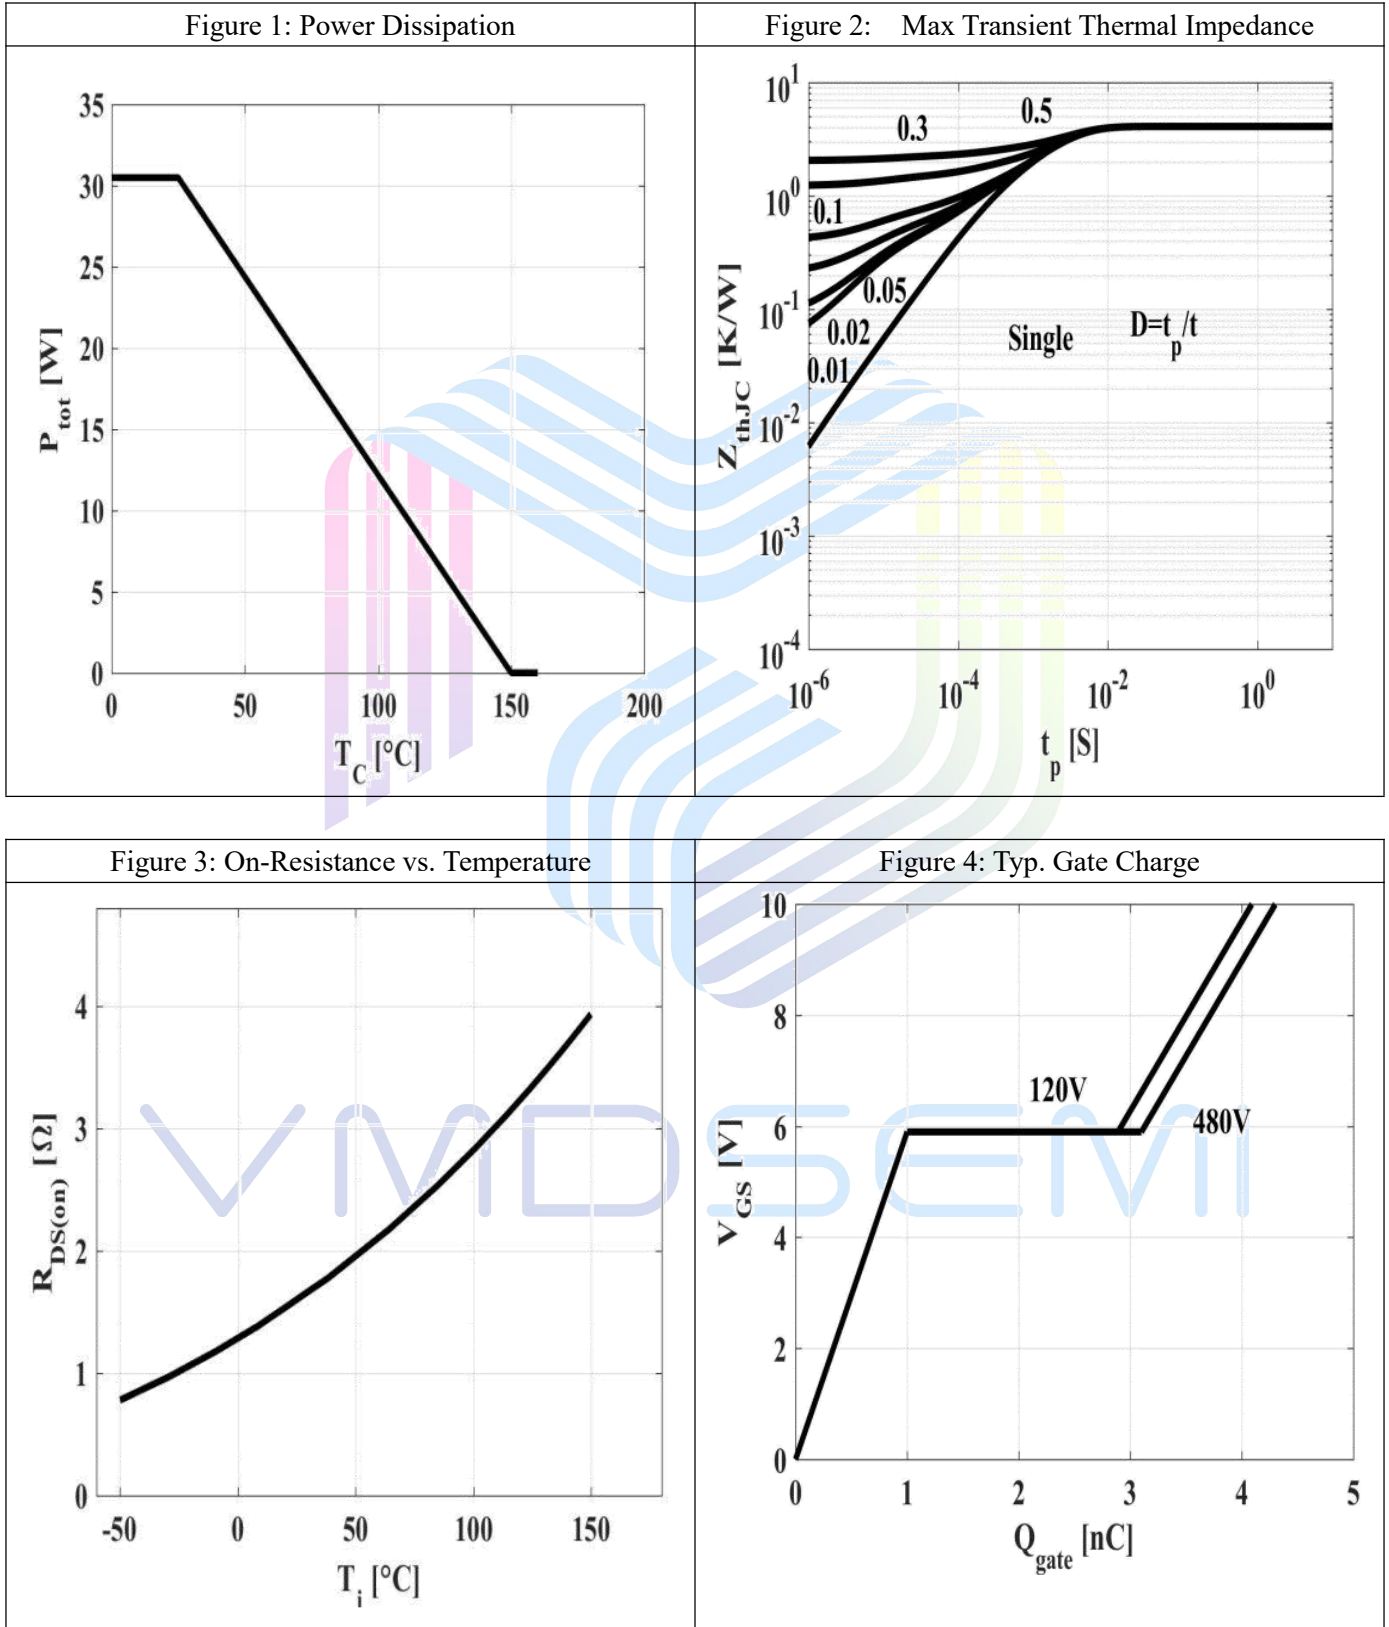 Figure 1: Power Dissipation
Figure 2: Max Transient Thermal Impedance
35
30
25
20
15
10
5
0
P_tot [W]
0 50 100 150 200
T_C [°C]
10^1
10^0
10^-1
10^-2
10^-3
10^-4
Z_thJC [K/W]
0.5
0.3
0.1
0.05
0.02
0.01
Single
D=t_p/t
10^-6 10^-4 10^-2 10^0
t_p [S]
Figure 3: On-Resistance vs. Temperature
Figure 4: Typ. Gate Charge
4
3
2
1
0
R_DS(on) [Ω]
-50 0 50 100 150
T_j [°C]
10
8
6
4
2
0
V_GS [V]
120V
480V
0 1 2 3 4 5
Q_gate [nC]
VMDSEMI